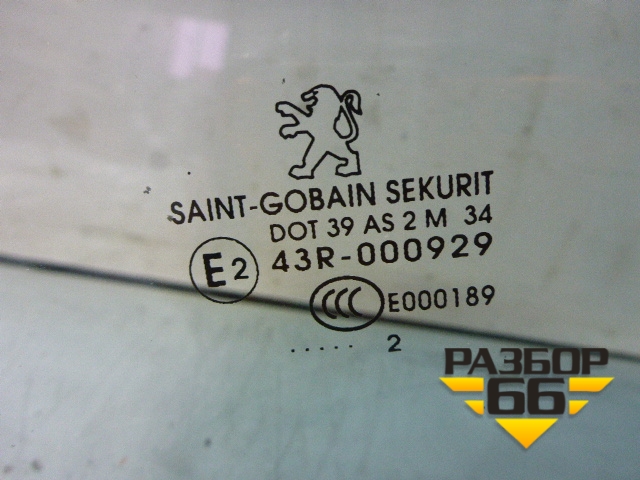 SAINT-GOBAIN SEKURIT
DOT 39 AS 2 M 34
E2 43R-000929
CCC E000189
..... 2
РАЗБОР
66